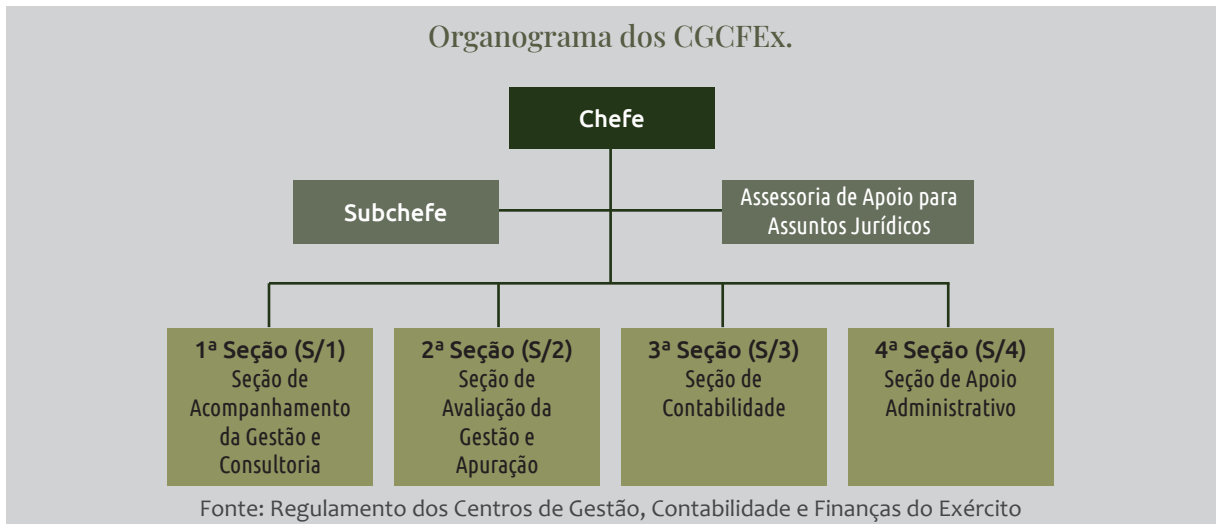 Organograma dos CGCFEx.
Chefe
Subchefe
Assessoria de Apoio para
Assuntos Jurídicos
1ª Seção (S/1)
Seção de
Acompanhamento
da Gestão e
Consultoria
2ª Seção (S/2)
Seção de
Avaliação da
Gestão e
Apuração
3ª Seção (S/3)
Seção de
Contabilidade
4ª Seção (S/4)
Seção de Apoio
Administrativo
Fonte: Regulamento dos Centros de Gestão, Contabilidade e Finanças do Exército